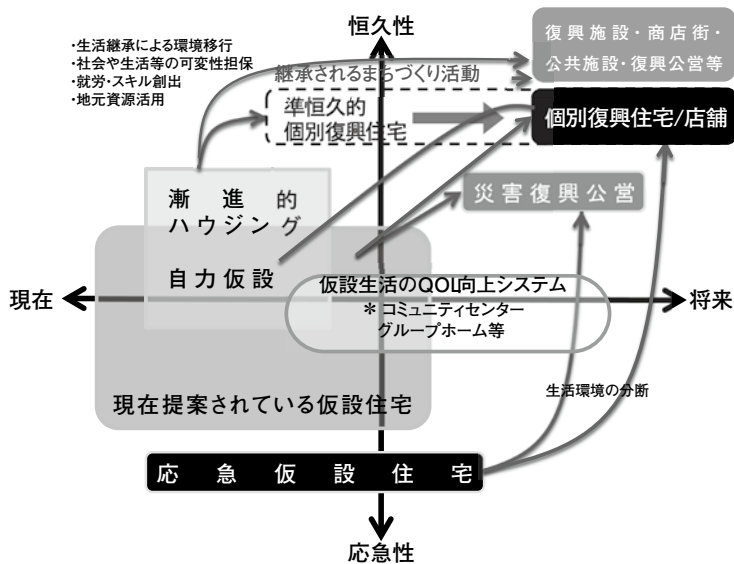 恒久性
・生活継承による環境移行
・社会や生活等の可変性担保
・就労・スキル創出
・地元資源活用
復興施設・商店街・
公共施設・復興公営等
継承されるまちづくり活動
準恒久的
個別復興住宅
個別復興住宅/店舗
漸進的
ハウジング
災害復興公営
自力仮設
仮設生活のQOL向上システム
＊コミュニティセンター
グループホーム等
現在
将来
現在提案されている仮設住宅
生活環境の分断
応急仮設住宅
応急性